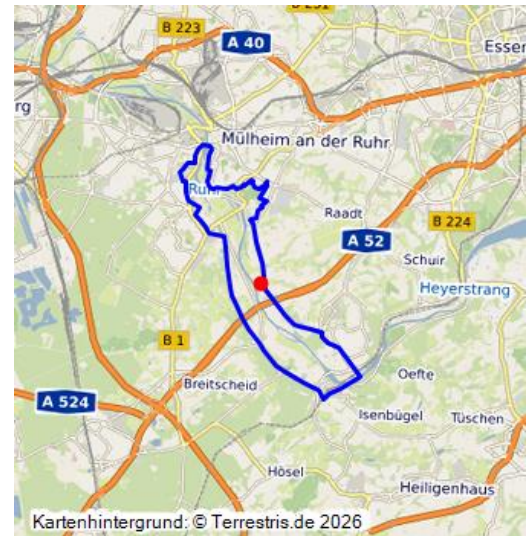 B 223
A 40
Essen
Mülheim an der Ruhr
Ruhr
Raadt
B 224
A 52
Schuir
Heyerstrang
B 1
Breitscheid
Oefte
A 524
Isenbügel
Tüschen
Hösel
Heiligenhaus
Kartenhintergrund: © Terrestris.de 2026